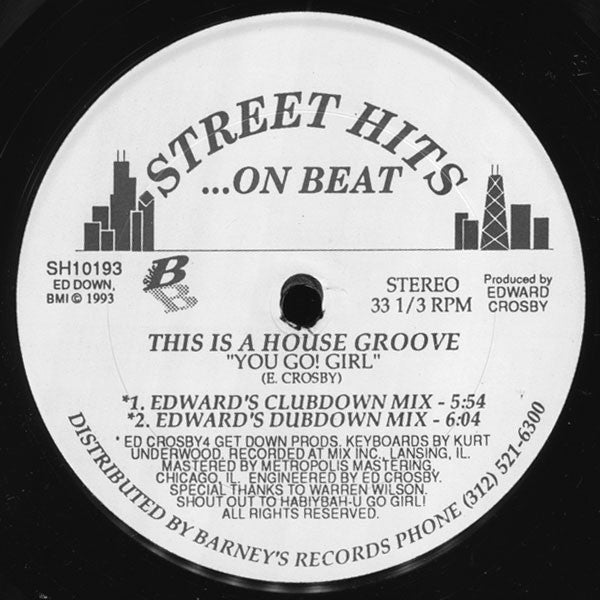 STREET HITS
...ON BEAT
SH10193
ED DOWN,
BMI © 1993
SIDE
B
STEREO
33 1/3 RPM
Produced by
EDWARD
CROSBY
THIS IS A HOUSE GROOVE
"YOU GO! GIRL"
(E. CROSBY)
*1. EDWARD'S CLUBDOWN MIX - 5:54
*2. EDWARD'S DUBDOWN MIX - 6:04
* ED CROSBY4 GET DOWN PRODS. KEYBOARDS BY KURT
UNDERWOOD. RECORDED AT MIX INC., LANSING, IL.
MASTERED BY METROPOLIS MASTERING,
CHICAGO, IL. ENGINEERED BY ED CROSBY.
SPECIAL THANKS TO WARREN WILSON.
SHOUT OUT TO HABIYBAH-U GO GIRL!
ALL RIGHTS RESERVED.
DISTRIBUTED BY BARNEY'S RECORDS PHONE (312) 521-6300